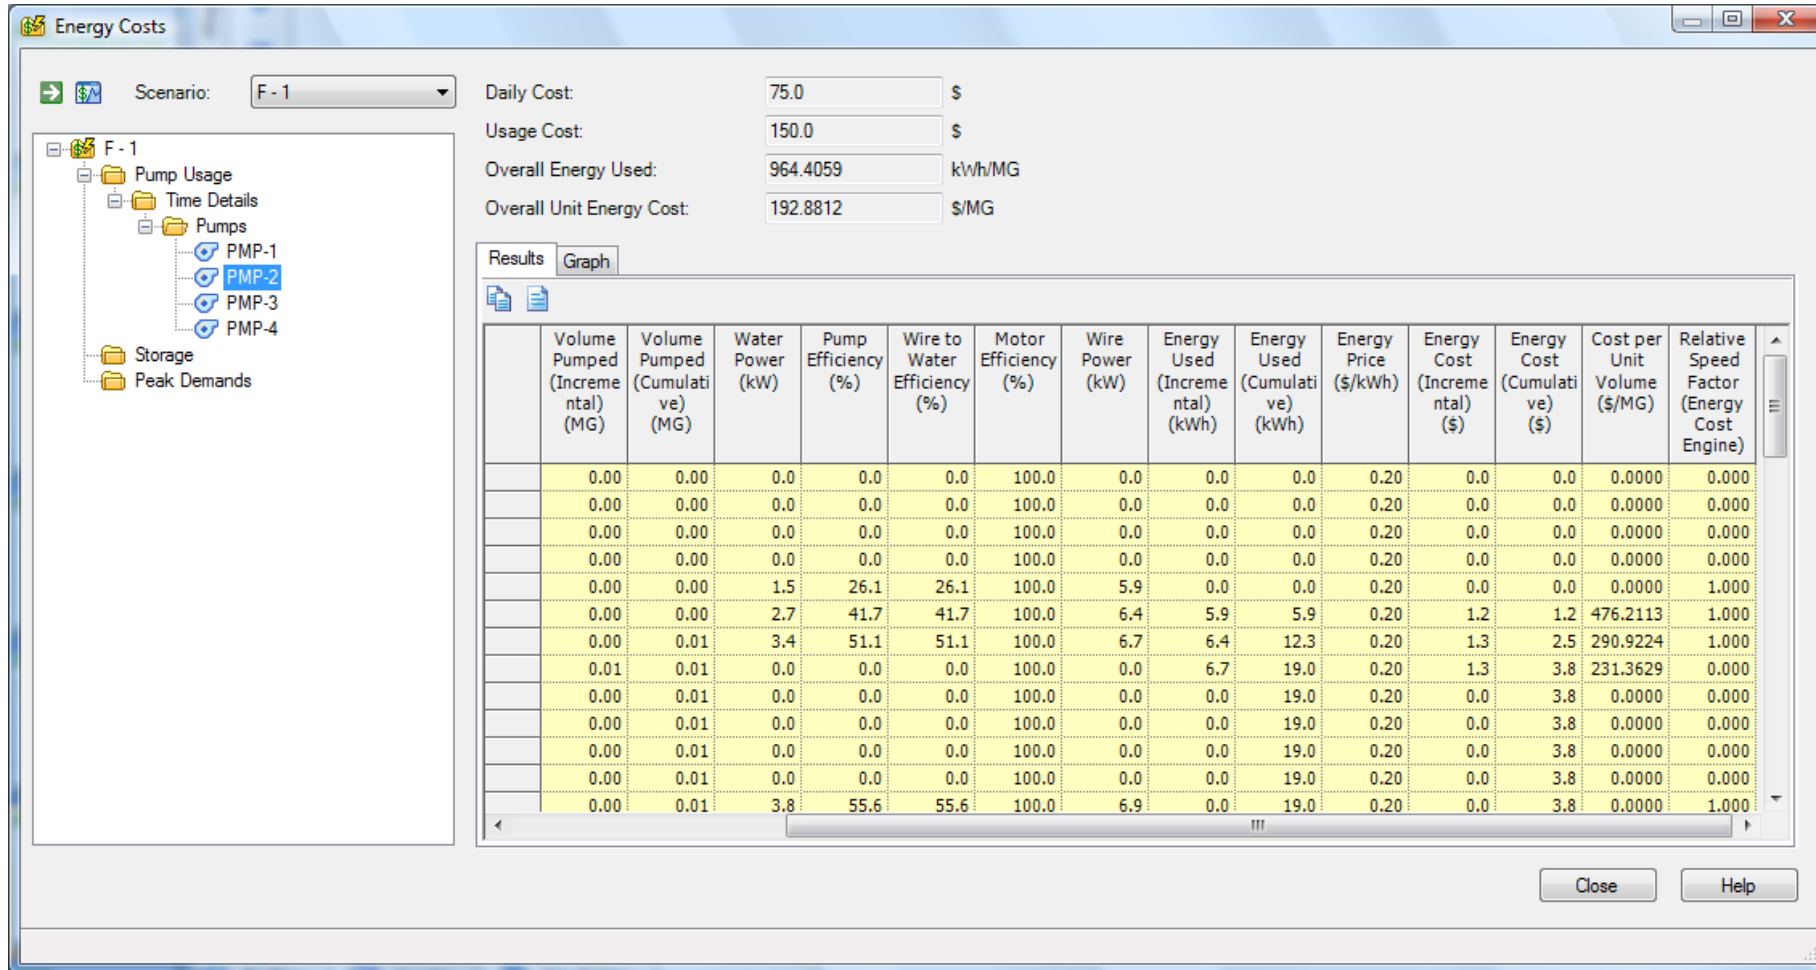 Energy Costs
Scenario: F - 1
F - 1
Pump Usage
Time Details
Pumps
PMP-1
PMP-2
PMP-3
PMP-4
Storage
Peak Demands
Daily Cost: 75.0 $
Usage Cost: 150.0 $
Overall Energy Used: 964.4059 kWh/MG
Overall Unit Energy Cost: 192.8812 $/MG
Results Graph
Volume Volume Water Pump Wire to Motor Wire Energy Energy Energy Energy Energy Cost per Relative
Pumped Pumped Power Efficiency Water Efficiency Power Used Used Price Cost Cost Unit Speed
(Increme (Cumulati (kW) (%) Efficiency (%) (kW) (Increme (Cumulati ($/kWh) (Increme (Cumulati Volume Factor
ntal) ve) (%) ntal) ve) ntal) ve) ($/MG) (Energy
(MG) (MG) (kWh) (kWh) ($) ($) Cost
Engine)
0.00 0.00 0.0 0.0 0.0 100.0 0.0 0.0 0.0 0.20 0.0 0.0 0.0000 0.000
0.00 0.00 0.0 0.0 0.0 100.0 0.0 0.0 0.0 0.20 0.0 0.0 0.0000 0.000
0.00 0.00 0.0 0.0 0.0 100.0 0.0 0.0 0.0 0.20 0.0 0.0 0.0000 0.000
0.00 0.00 0.0 0.0 0.0 100.0 0.0 0.0 0.0 0.20 0.0 0.0 0.0000 0.000
0.00 0.00 1.5 26.1 26.1 100.0 5.9 0.0 0.0 0.20 0.0 0.0 0.0000 1.000
0.00 0.00 2.7 41.7 41.7 100.0 6.4 5.9 5.9 0.20 1.2 1.2 476.2113 1.000
0.00 0.01 3.4 51.1 51.1 100.0 6.7 6.4 12.3 0.20 1.3 2.5 290.9224 1.000
0.01 0.01 0.0 0.0 0.0 100.0 0.0 6.7 19.0 0.20 1.3 3.8 231.3629 0.000
0.00 0.01 0.0 0.0 0.0 100.0 0.0 0.0 19.0 0.20 0.0 3.8 0.0000 0.000
0.00 0.01 0.0 0.0 0.0 100.0 0.0 0.0 19.0 0.20 0.0 3.8 0.0000 0.000
0.00 0.01 0.0 0.0 0.0 100.0 0.0 0.0 19.0 0.20 0.0 3.8 0.0000 0.000
0.00 0.01 0.0 0.0 0.0 100.0 0.0 0.0 19.0 0.20 0.0 3.8 0.0000 0.000
0.00 0.01 3.8 55.6 55.6 100.0 6.9 0.0 19.0 0.20 0.0 3.8 0.0000 1.000
Close Help